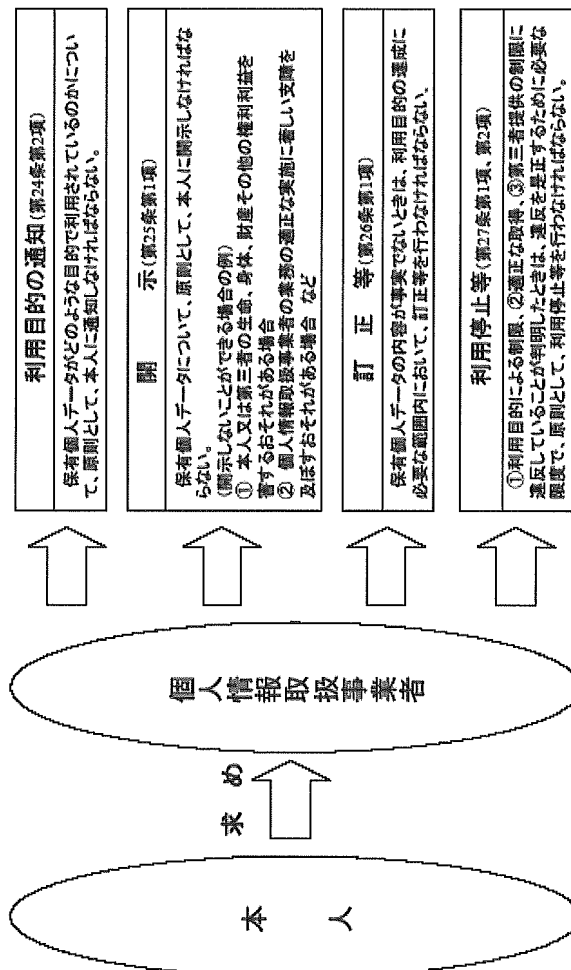 本　人
求　め
個人情報取扱事業者
利用目的の通知(第24条第2項)
保有個人データがどのような目的で利用されているのかについ
て、原則として、本人に通知しなければならない。
開　示(第25条第1項)
保有個人データについて、原則として、本人に開示しなければな
らない。
(開示しないことができる場合の例)
① 本人又は第三者の生命、身体、財産その他の権利利益を
害するおそれがある場合
② 個人情報取扱事業者の業務の適正な実施に著しい支障を
及ぼすおそれがある場合 など
訂 正 等(第26条第1項)
保有個人データの内容が事実でないときは、利用目的の達成に
必要な範囲内において、訂正等を行わなければならない。
利用停止等(第27条第1項、第2項)
①利用目的による制限、②適正な取得、③第三者提供の制限に
違反していることが判明したときは、違反を是正するために必要な
限度で、原則として、利用停止等を行わなければならない。